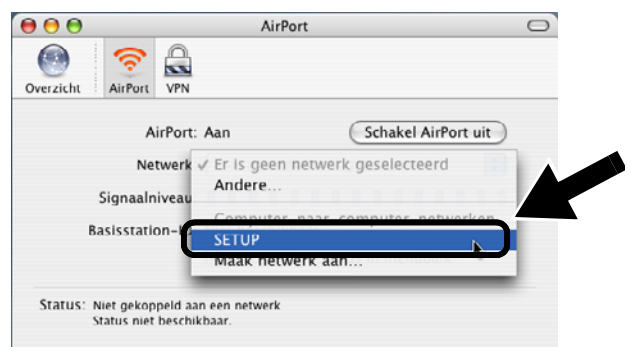 AirPort
Overzicht AirPort VPN
AirPort: Aan Schakel AirPort uit
Netwerk ✓ Er is geen netwerk geselecteerd
Andere...
Signaalniveau
Computer-naar-computer-netwerken
Basisstation-
SETUP
Maak netwerk aan...
Status: Niet gekoppeld aan een netwerk
Status niet beschikbaar.